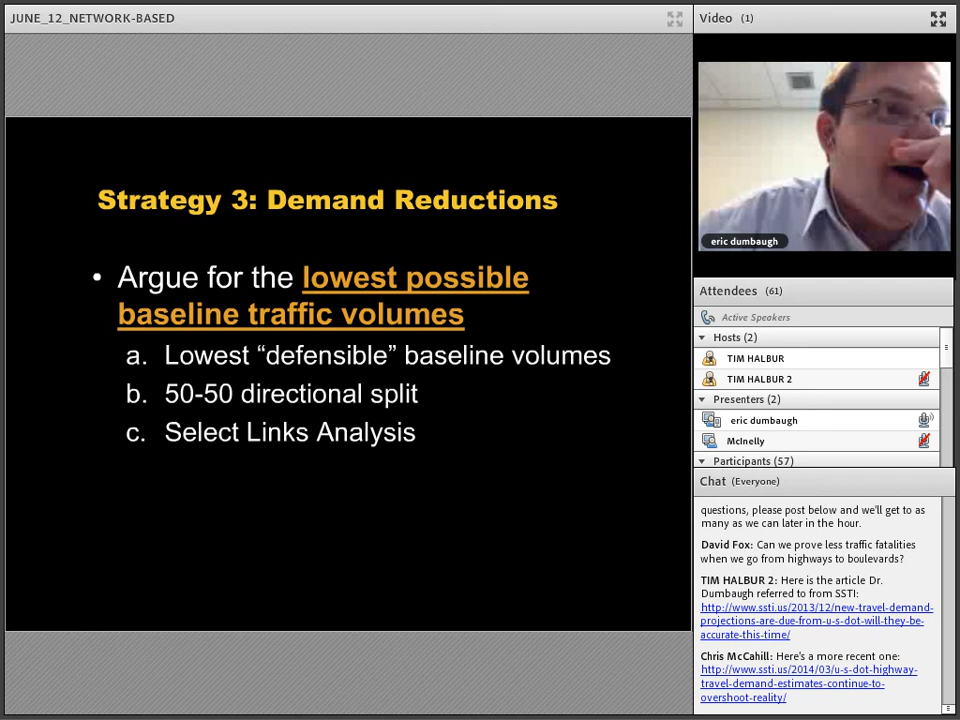 JUNE_12_NETWORK-BASED
Strategy 3: Demand Reductions
• Argue for the lowest possible
baseline traffic volumes
a. Lowest “defensible” baseline volumes
b. 50-50 directional split
c. Select Links Analysis
Video (1)
eric dumbaugh
Attendees (61)
Active Speakers
Hosts (2)
TIM HALBUR
TIM HALBUR 2
Presenters (2)
eric dumbaugh
McInelly
Participants (57)
Chat (Everyone)
questions, please post below and we'll get to as
many as we can later in the hour.
David Fox: Can we prove less traffic fatalities
when we go from highways to boulevards?
TIM HALBUR 2: Here is the article Dr.
Dumbaugh referred to from SSTI:
http://www.ssti.us/2013/12/new-travel-demand-
projections-are-due-from-u-s-dot-will-they-be-
accurate-this-time/
Chris McCahill: Here's a more recent one:
http://www.ssti.us/2014/03/u-s-dot-highway-
travel-demand-estimates-continue-to-
overshoot-reality/